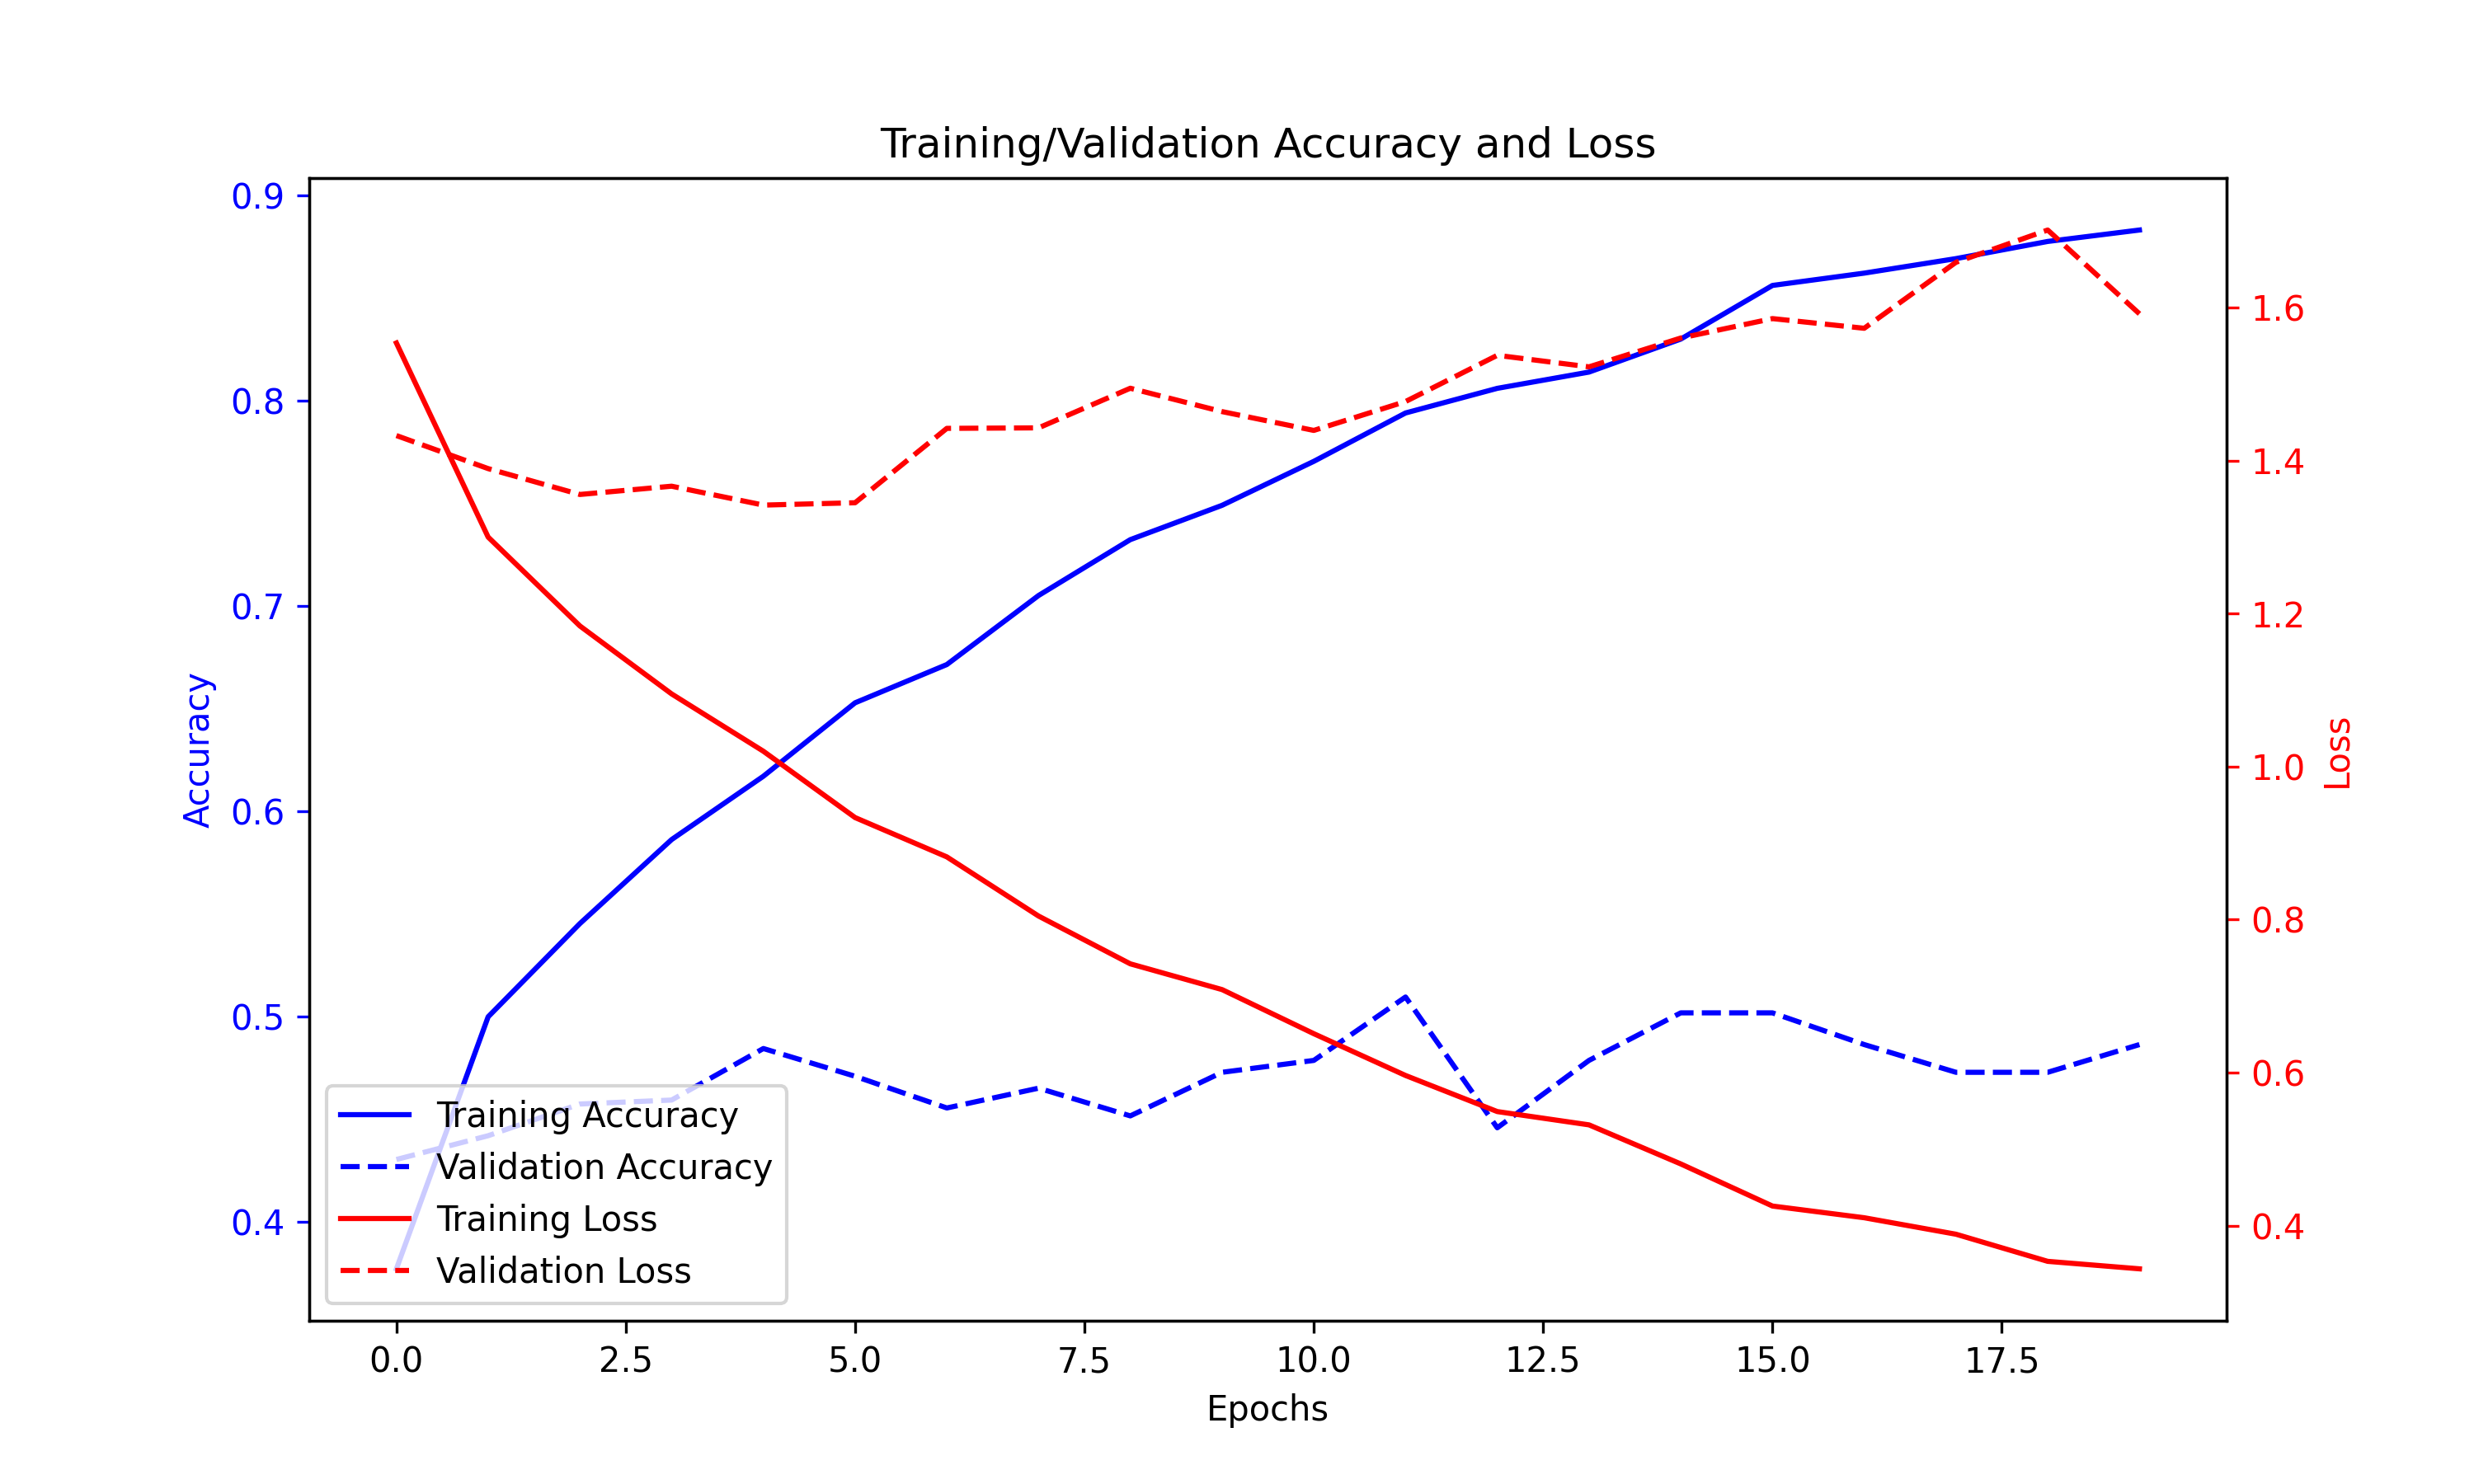 Training/Validation Accuracy and Loss
0.9
0.8
0.7
0.6
0.5
0.4
Accuracy
1.6
1.4
1.2
1.0
0.8
0.6
0.4
Loss
Training Accuracy
Validation Accuracy
Training Loss
Validation Loss
0.0 2.5 5.0 7.5 10.0 12.5 15.0 17.5
Epochs